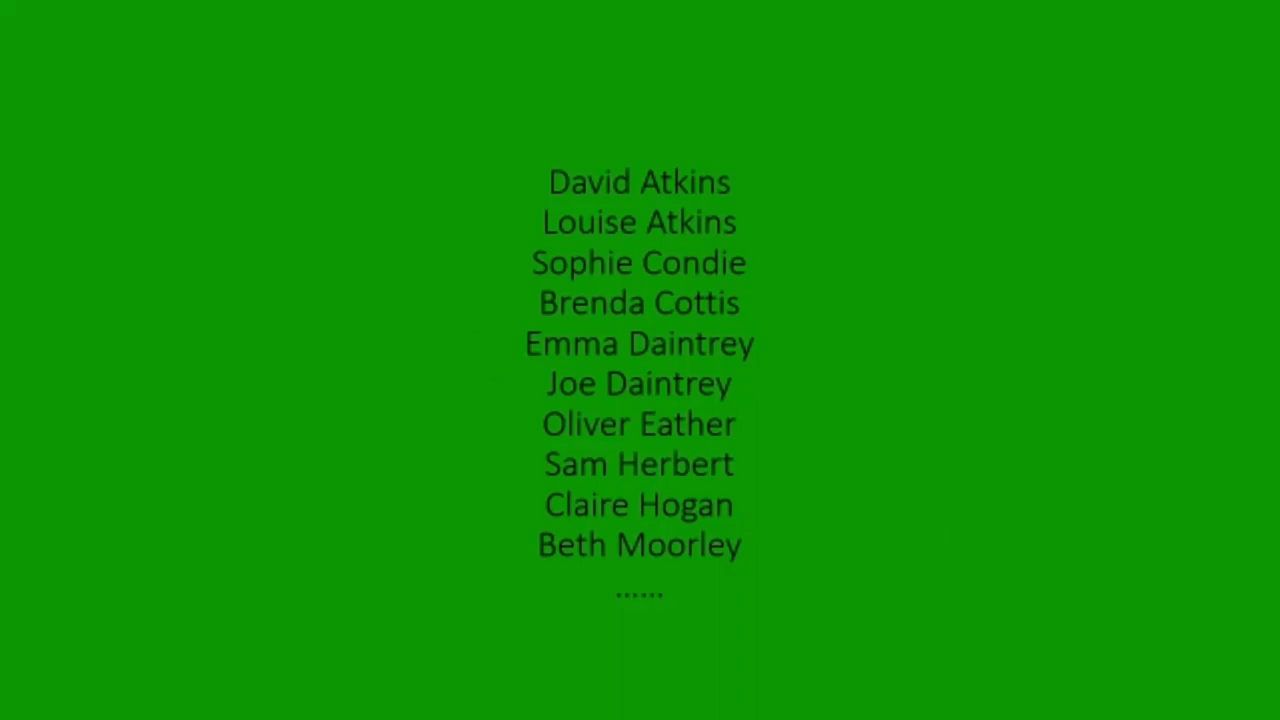 David Atkins
Louise Atkins
Sophie Condie
Brenda Cottis
Emma Daintrey
Joe Daintrey
Oliver Eather
Sam Herbert
Claire Hogan
Beth Moorley
......